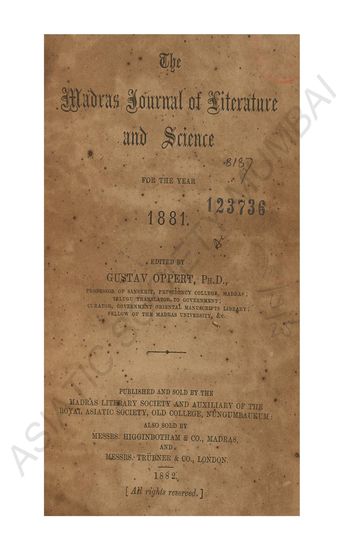 The
Madras Journal of Literature
and Science
8187
FOR THE YEAR
1881.
123736
EDITED BY
GUSTAV OPPERT, PH.D.,
PROFESSOR OF SANSKRIT, PRESIDENCY COLLEGE, MADRAS;
TELUGU TRANSLATOR TO GOVERNMENT;
CURATOR, GOVERNMENT ORIENTAL MANUSCRIPTS LIBRARY;
FELLOW OF THE MADRAS UNIVERSITY, &c.
PUBLISHED AND SOLD BY THE
MADRAS LITERARY SOCIETY AND AUXILIARY OF THE
ROYAL ASIATIC SOCIETY, OLD COLLEGE, NUNGUMBAUKUM:
ALSO SOLD BY
MESSRS. HIGGINBOTHAM & CO., MADRAS,
AND
MESSRS. TRÜBNER & CO., LONDON.
1882.
[All rights reserved.]
ASIATIC SOCIETY MUMBAI